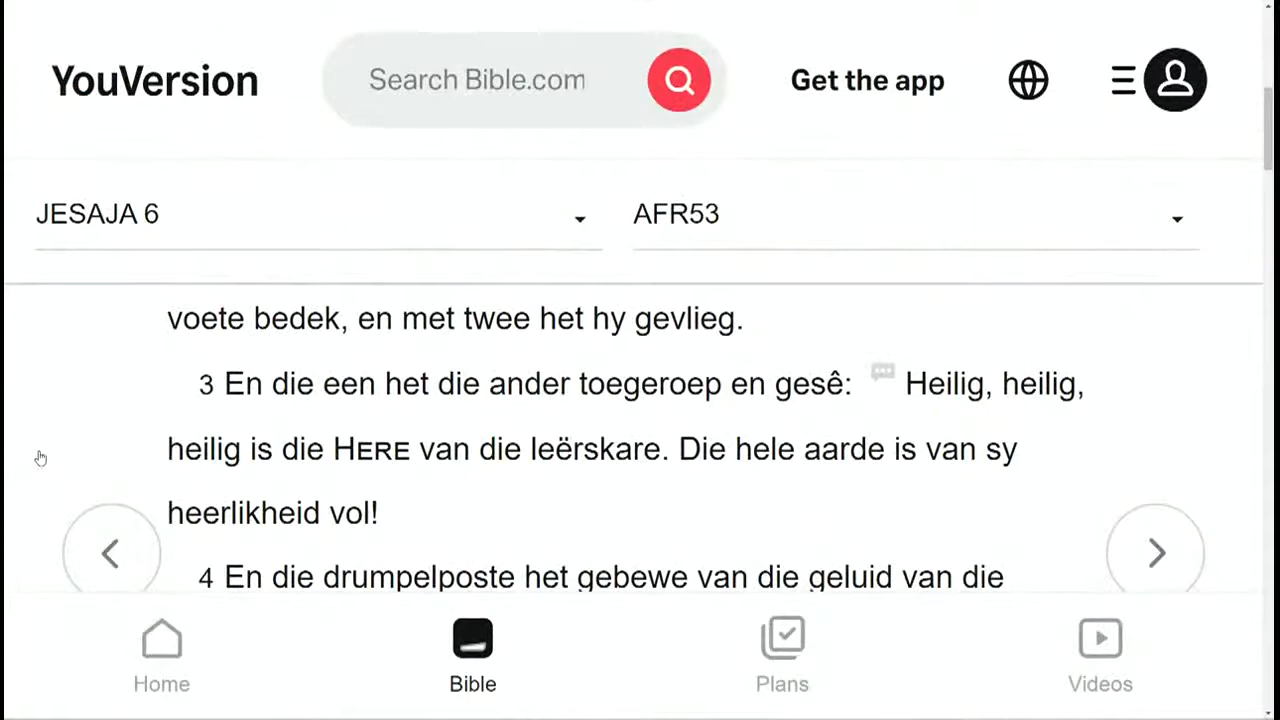 YouVersion Search Bible.com Get the app
JESAJA 6 AFR53
voete bedek, en met twee het hy gevlieg.
3 En die een het die ander toegeroep en gesê: Heilig, heilig,
heilig is die HERE van die leërskare. Die hele aarde is van sy
heerlikheid vol!
4 En die drumpelposte het gebewe van die geluid van die
Home Bible Plans Videos